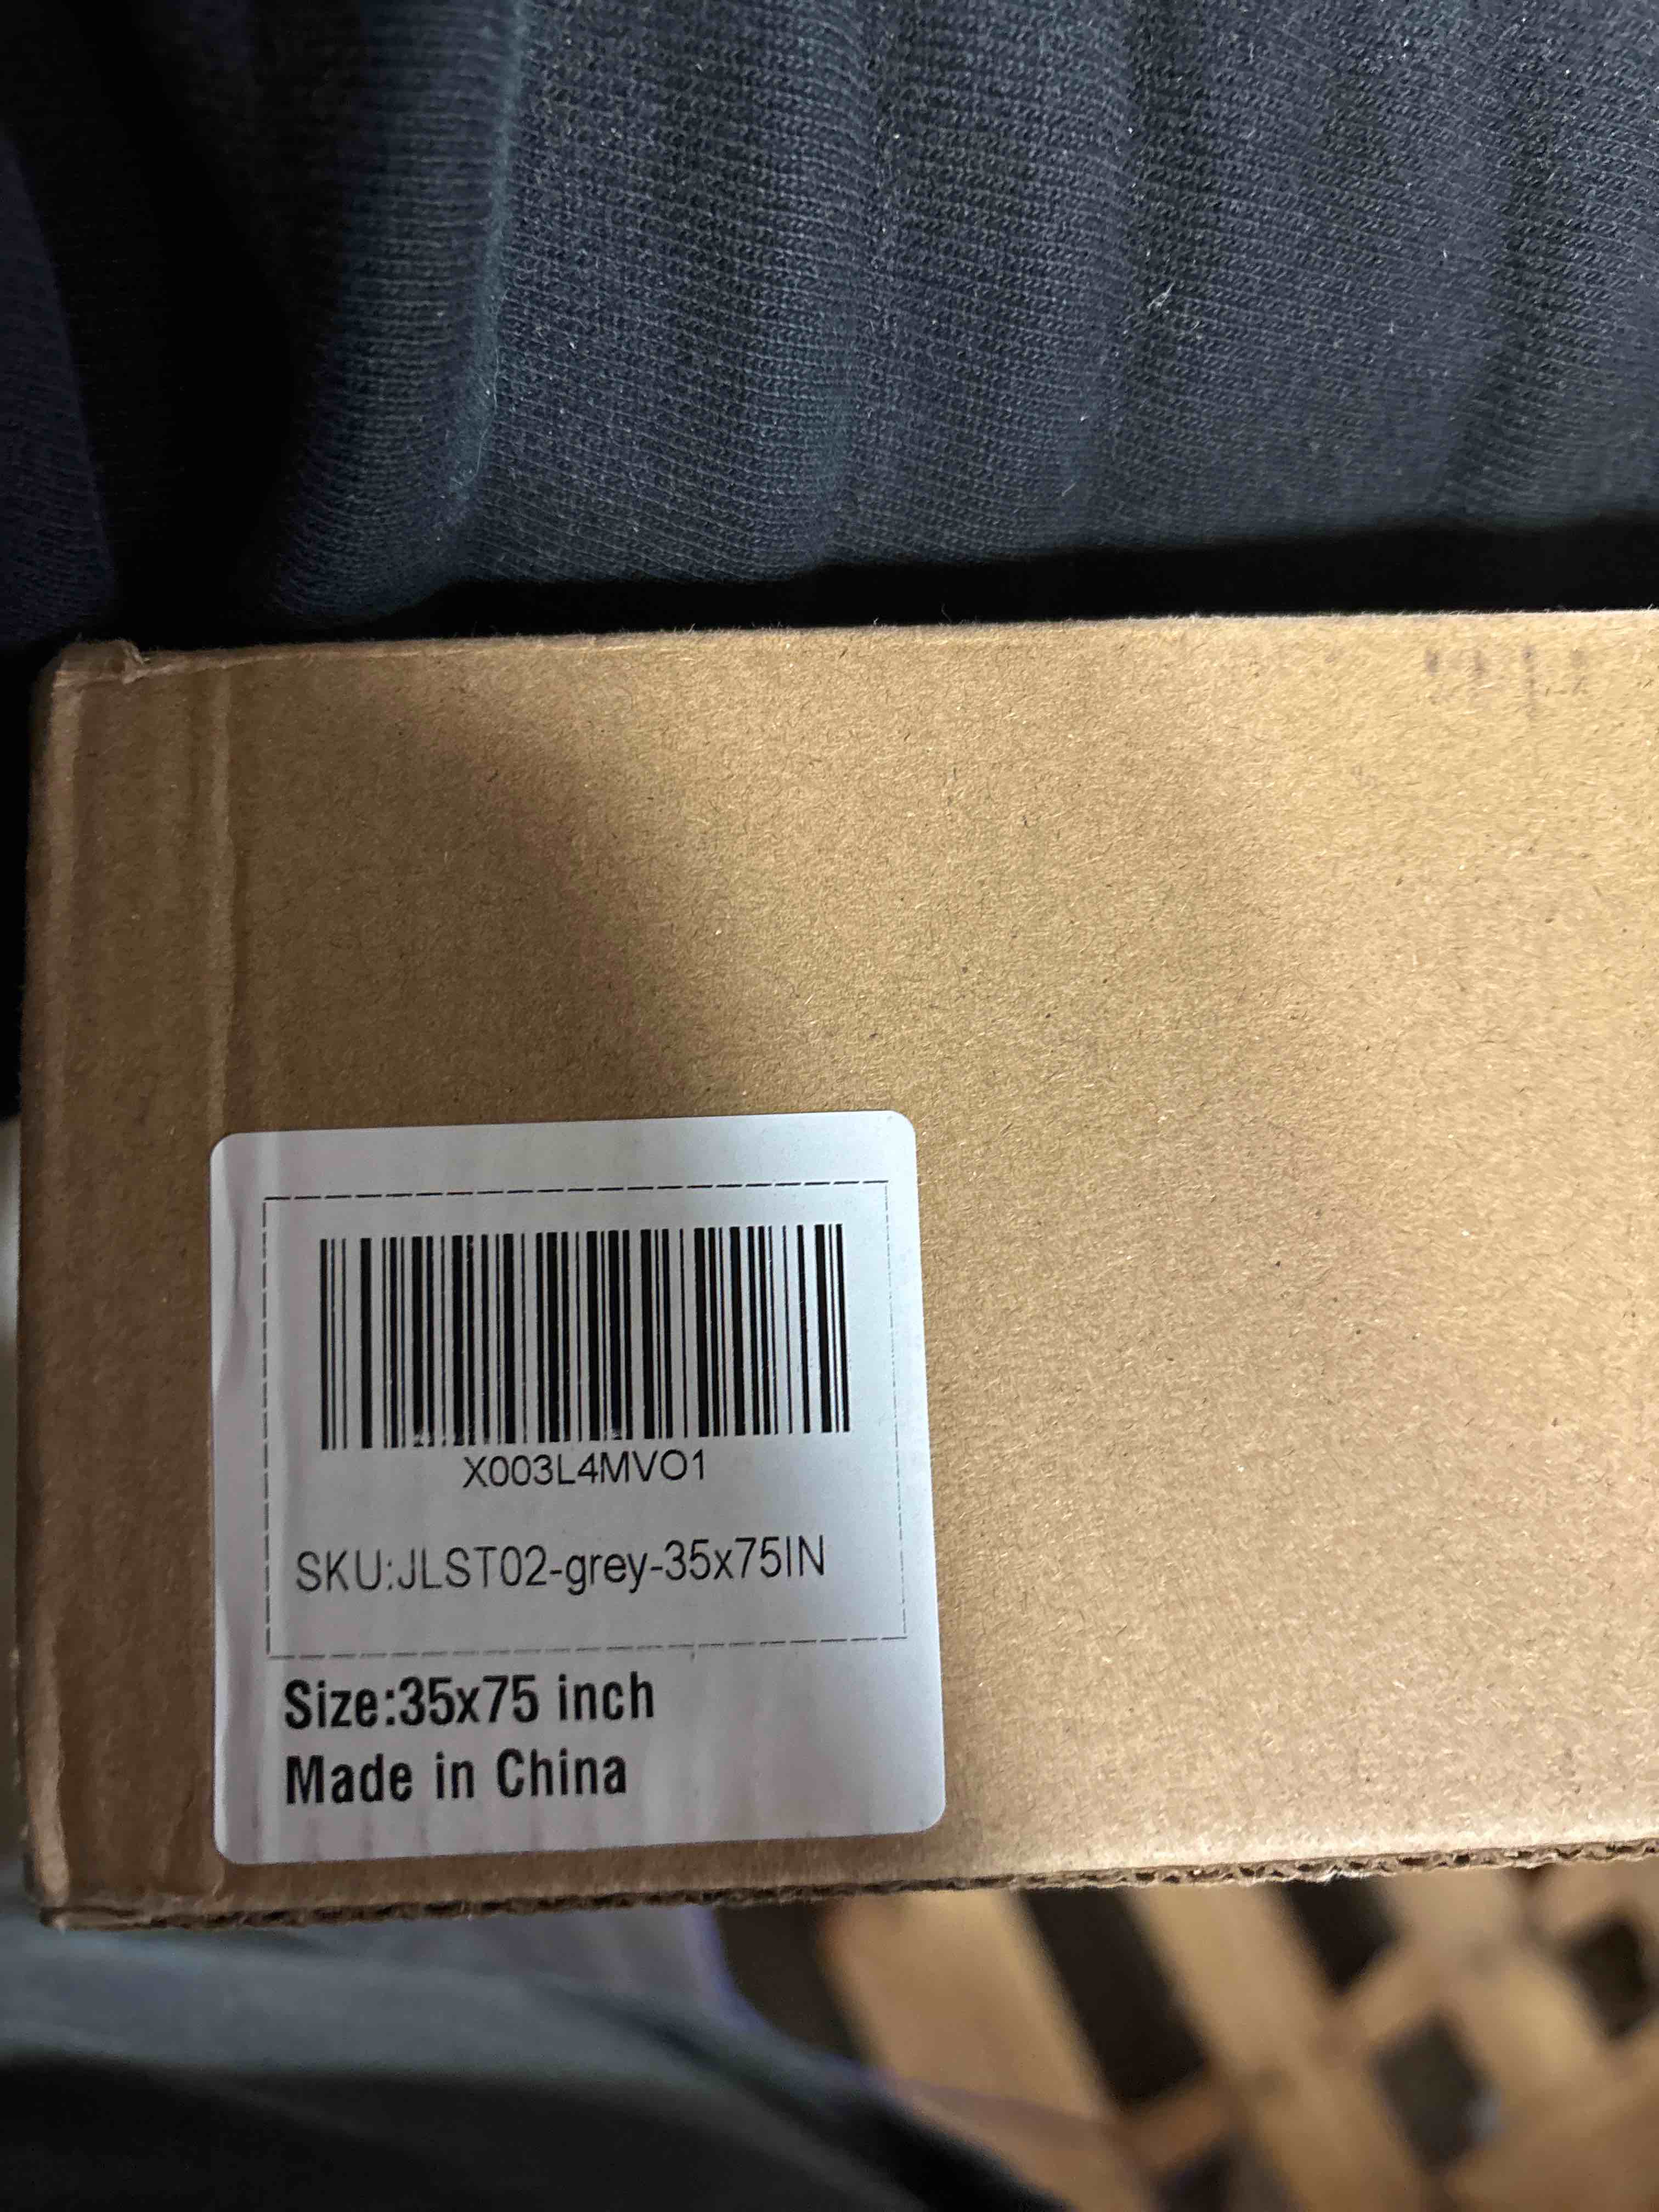 X003L4MVO1
SKU:JLST02-grey-35x75IN
Size:35x75 inch
Made in China